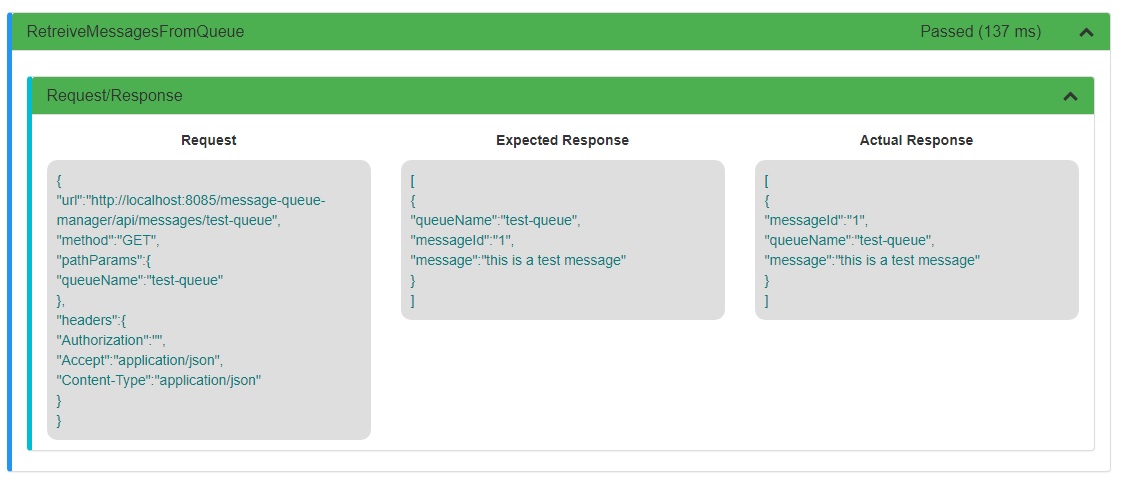 RetreiveMessagesFromQueue Passed (137 ms)
Request/Response
Request
{
"url":"http://localhost:8085/message-queue-
manager/api/messages/test-queue",
"method":"GET",
"pathParams":{
"queueName":"test-queue"
},
"headers":{
"Authorization":"",
"Accept":"application/json",
"Content-Type":"application/json"
}
}
Expected Response
[
{
"queueName":"test-queue",
"messageId":"1",
"message":"this is a test message"
}
]
Actual Response
[
{
"messageId":"1",
"queueName":"test-queue",
"message":"this is a test message"
}
]